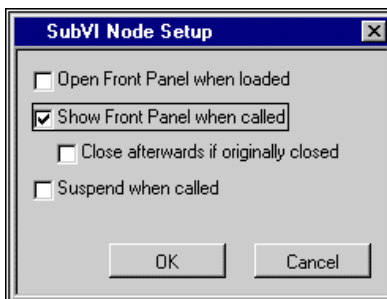 SubVI Node Setup
Open Front Panel when loaded
Show Front Panel when called
Close afterwards if originally closed
Suspend when called
OK Cancel